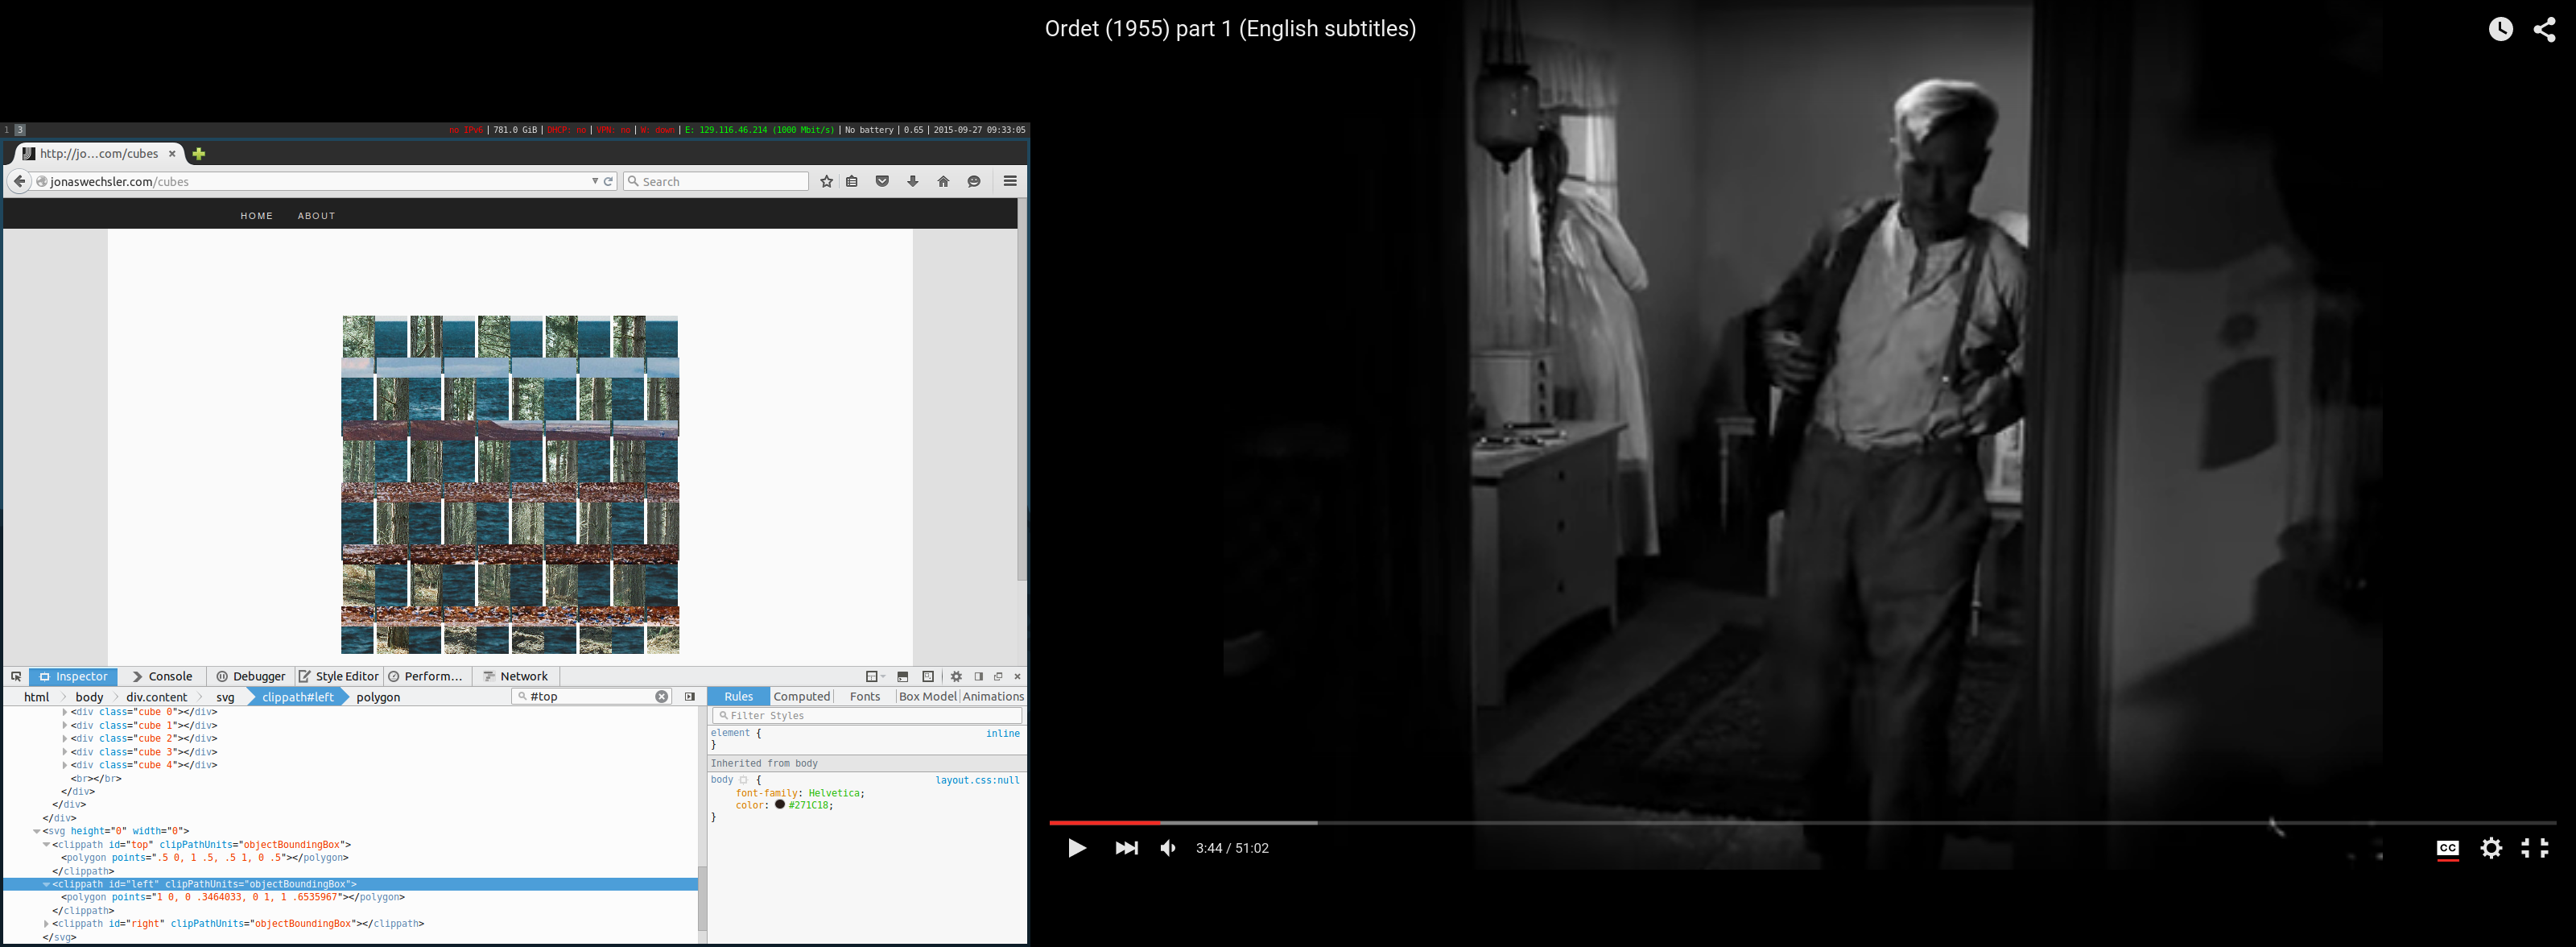 1 3 no IPv6 | 781.0 GiB | DHCP: no | VPN: no | W: down | E: 129.116.46.214 (1000 Mbit/s) | No battery | 0.65 | 2015-09-27 09:33:05
http://jo...com/cubes
jonaswechsler.com/cubes
Search
HOME ABOUT
Inspector Console Debugger Style Editor Perform... Network
html body div.content svg clippath#left polygon
#top
<div class="cube 0"></div>
<div class="cube 1"></div>
<div class="cube 2"></div>
<div class="cube 3"></div>
<div class="cube 4"></div>
<br></br>
</div>
</div>
</div>
<svg height="0" width="0">
<clippath id="top" clipPathUnits="objectBoundingBox">
<polygon points=".5 0, 1 .5, .5 1, 0 .5"></polygon>
</clippath>
<clippath id="left" clipPathUnits="objectBoundingBox">
<polygon points="1 0, 0 .3464033, 0 1, 1 .6535967"></polygon>
</clippath>
<clippath id="right" clipPathUnits="objectBoundingBox"></clippath>
</svg>
Rules Computed Fonts Box Model Animations
Filter Styles
element { inline
}
Inherited from body
body { layout.css:null
font-family: Helvetica;
color: #271C18;
}
Ordet (1955) part 1 (English subtitles)
3:44 / 51:02
CC